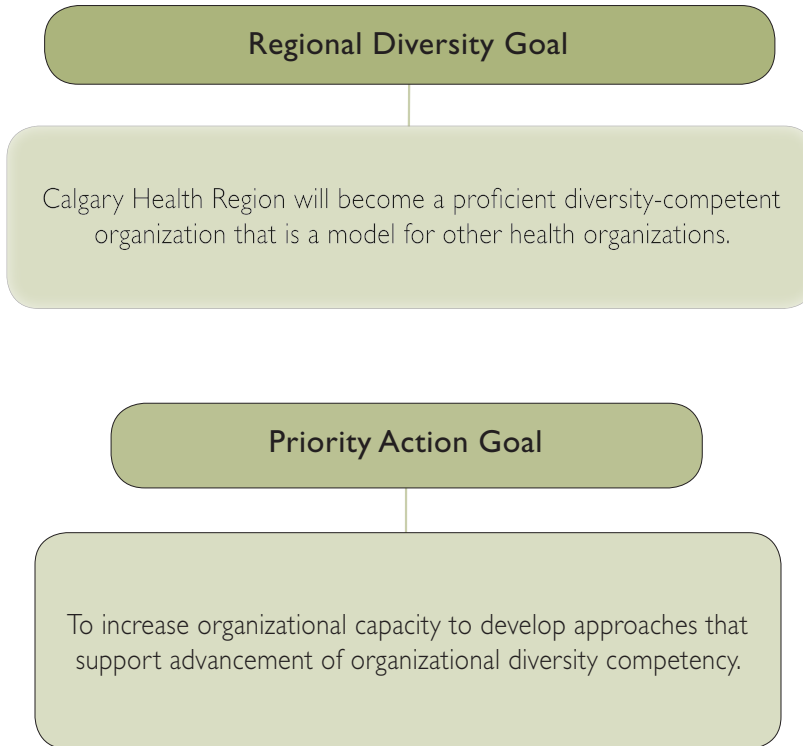 Regional Diversity Goal
Calgary Health Region will become a proficient diversity-competent
organization that is a model for other health organizations.
Priority Action Goal
To increase organizational capacity to develop approaches that
support advancement of organizational diversity competency.